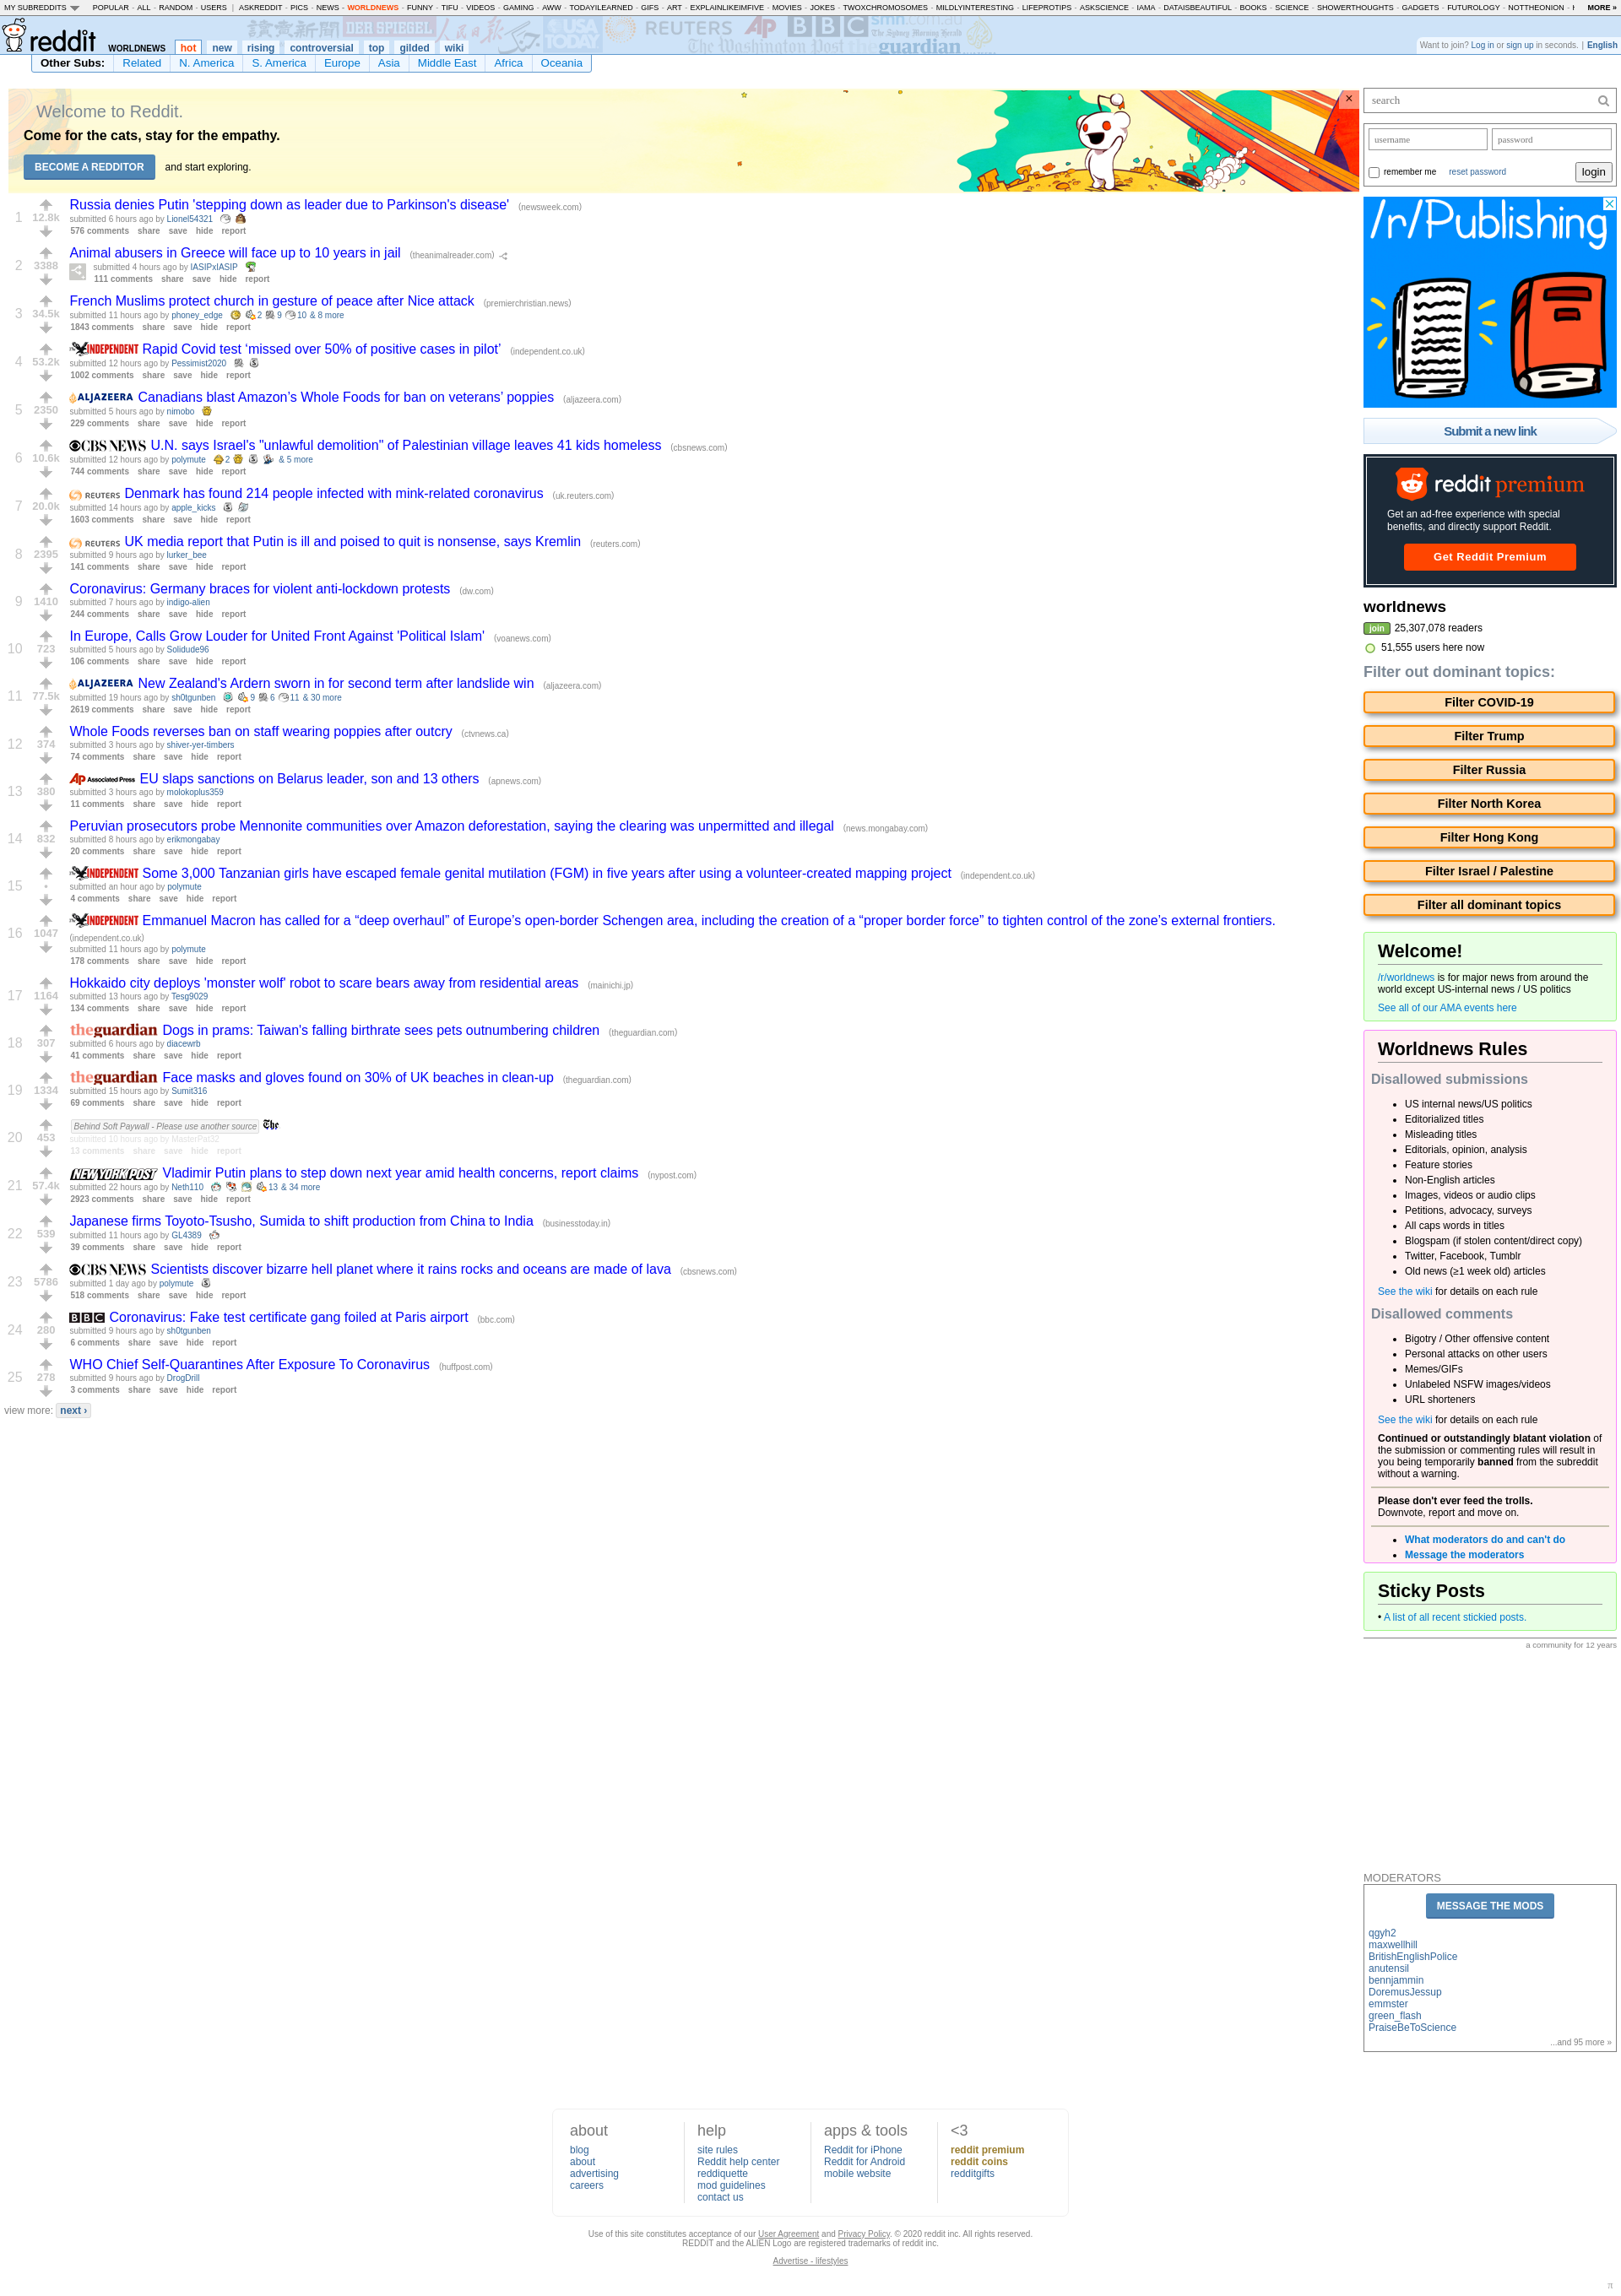 MY SUBREDDITS POPULAR - ALL - RANDOM - USERS | ASKREDDIT - PICS - NEWS - WORLDNEWS - FUNNY - TIFU - VIDEOS - GAMING - AWW - TODAYILEARNED - GIFS - ART - EXPLAINLIKEIMFIVE - MOVIES - JOKES - TWOXCHROMOSOMES - MILDLYINTERESTING - LIFEPROTIPS - ASKSCIENCE - IAMA - DATAISBEAUTIFUL - BOOKS - SCIENCE - SHOWERTHOUGHTS - GADGETS - FUTUROLOGY - NOTTHEONION - MORE »
reddit WORLDNEWS hot new rising controversial top gilded wiki
DER SPIEGEL USA TODAY REUTERS AP BBC smh.com.au The Sydney Morning Herald The Washington Post theguardian
Want to join? Log in or sign up in seconds. | English
Other Subs: Related N. America S. America Europe Asia Middle East Africa Oceania
Welcome to Reddit.
Come for the cats, stay for the empathy.
BECOME A REDDITOR and start exploring.
1 12.8k Russia denies Putin 'stepping down as leader due to Parkinson's disease' (newsweek.com)
submitted 6 hours ago by Lionel54321
576 comments share save hide report
2 3388 Animal abusers in Greece will face up to 10 years in jail (theanimalreader.com)
submitted 4 hours ago by IASIPxIASIP
111 comments share save hide report
3 34.5k French Muslims protect church in gesture of peace after Nice attack (premierchristian.news)
submitted 11 hours ago by phoney_edge 2 9 10 & 8 more
1843 comments share save hide report
4 53.2k INDEPENDENT Rapid Covid test ‘missed over 50% of positive cases in pilot’ (independent.co.uk)
submitted 12 hours ago by Pessimist2020
1002 comments share save hide report
5 2350 ALJAZEERA Canadians blast Amazon’s Whole Foods for ban on veterans’ poppies (aljazeera.com)
submitted 5 hours ago by nimobo
229 comments share save hide report
6 10.6k CBS NEWS U.N. says Israel's "unlawful demolition" of Palestinian village leaves 41 kids homeless (cbsnews.com)
submitted 12 hours ago by polymute 2 & 5 more
744 comments share save hide report
7 20.0k REUTERS Denmark has found 214 people infected with mink-related coronavirus (uk.reuters.com)
submitted 14 hours ago by apple_kicks
1603 comments share save hide report
8 2395 REUTERS UK media report that Putin is ill and poised to quit is nonsense, says Kremlin (reuters.com)
submitted 9 hours ago by lurker_bee
141 comments share save hide report
9 1410 Coronavirus: Germany braces for violent anti-lockdown protests (dw.com)
submitted 7 hours ago by indigo-alien
244 comments share save hide report
10 723 In Europe, Calls Grow Louder for United Front Against 'Political Islam' (voanews.com)
submitted 5 hours ago by Solidude96
106 comments share save hide report
11 77.5k ALJAZEERA New Zealand's Ardern sworn in for second term after landslide win (aljazeera.com)
submitted 19 hours ago by sh0tgunben 9 6 11 & 30 more
2619 comments share save hide report
12 374 Whole Foods reverses ban on staff wearing poppies after outcry (ctvnews.ca)
submitted 3 hours ago by shiver-yer-timbers
74 comments share save hide report
13 380 AP Associated Press EU slaps sanctions on Belarus leader, son and 13 others (apnews.com)
submitted 3 hours ago by molokoplus359
11 comments share save hide report
14 832 Peruvian prosecutors probe Mennonite communities over Amazon deforestation, saying the clearing was unpermitted and illegal (news.mongabay.com)
submitted 8 hours ago by erikmongabay
20 comments share save hide report
15 • INDEPENDENT Some 3,000 Tanzanian girls have escaped female genital mutilation (FGM) in five years after using a volunteer-created mapping project (independent.co.uk)
submitted an hour ago by polymute
4 comments share save hide report
16 1047 INDEPENDENT Emmanuel Macron has called for a “deep overhaul” of Europe’s open-border Schengen area, including the creation of a “proper border force” to tighten control of the zone’s external frontiers.
(independent.co.uk)
submitted 11 hours ago by polymute
178 comments share save hide report
17 1164 Hokkaido city deploys 'monster wolf' robot to scare bears away from residential areas (mainichi.jp)
submitted 13 hours ago by Tesg9029
134 comments share save hide report
18 307 theguardian Dogs in prams: Taiwan's falling birthrate sees pets outnumbering children (theguardian.com)
submitted 6 hours ago by diacewrb
41 comments share save hide report
19 1334 theguardian Face masks and gloves found on 30% of UK beaches in clean-up (theguardian.com)
submitted 15 hours ago by Sumit316
69 comments share save hide report
20 453 Behind Soft Paywall - Please use another source The
submitted 10 hours ago by MasterPat32
13 comments share save hide report
21 57.4k NEW YORK POST Vladimir Putin plans to step down next year amid health concerns, report claims (nypost.com)
submitted 22 hours ago by Neth110 13 & 34 more
2923 comments share save hide report
22 539 Japanese firms Toyoto-Tsusho, Sumida to shift production from China to India (businesstoday.in)
submitted 11 hours ago by GL4389
39 comments share save hide report
23 5786 CBS NEWS Scientists discover bizarre hell planet where it rains rocks and oceans are made of lava (cbsnews.com)
submitted 1 day ago by polymute
518 comments share save hide report
24 280 BBC Coronavirus: Fake test certificate gang foiled at Paris airport (bbc.com)
submitted 9 hours ago by sh0tgunben
6 comments share save hide report
25 278 WHO Chief Self-Quarantines After Exposure To Coronavirus (huffpost.com)
submitted 9 hours ago by DrogDrill
3 comments share save hide report
view more: next ›
search
username password
remember me reset password login
/r/Publishing
Submit a new link
reddit premium
Get an ad-free experience with special
benefits, and directly support Reddit.
Get Reddit Premium
worldnews
join 25,307,078 readers
51,555 users here now
Filter out dominant topics:
Filter COVID-19
Filter Trump
Filter Russia
Filter North Korea
Filter Hong Kong
Filter Israel / Palestine
Filter all dominant topics
Welcome!
/r/worldnews is for major news from around the
world except US-internal news / US politics
See all of our AMA events here
Worldnews Rules
Disallowed submissions
• US internal news/US politics
• Editorialized titles
• Misleading titles
• Editorials, opinion, analysis
• Feature stories
• Non-English articles
• Images, videos or audio clips
• Petitions, advocacy, surveys
• All caps words in titles
• Blogspam (if stolen content/direct copy)
• Twitter, Facebook, Tumblr
• Old news (≥1 week old) articles
See the wiki for details on each rule
Disallowed comments
• Bigotry / Other offensive content
• Personal attacks on other users
• Memes/GIFs
• Unlabeled NSFW images/videos
• URL shorteners
See the wiki for details on each rule
Continued or outstandingly blatant violation of
the submission or commenting rules will result in
you being temporarily banned from the subreddit
without a warning.
Please don't ever feed the trolls.
Downvote, report and move on.
• What moderators do and can't do
• Message the moderators
Sticky Posts
• A list of all recent stickied posts.
a community for 12 years
MODERATORS
MESSAGE THE MODS
qgyh2
maxwellhill
BritishEnglishPolice
anutensil
bennjammin
DoremusJessup
emmster
green_flash
PraiseBeToScience
...and 95 more »
about
blog
about
advertising
careers
help
site rules
Reddit help center
reddiquette
mod guidelines
contact us
apps & tools
Reddit for iPhone
Reddit for Android
mobile website
<3
reddit premium
reddit coins
redditgifts
Use of this site constitutes acceptance of our User Agreement and Privacy Policy. © 2020 reddit inc. All rights reserved.
REDDIT and the ALIEN Logo are registered trademarks of reddit inc.
Advertise - lifestyles
π